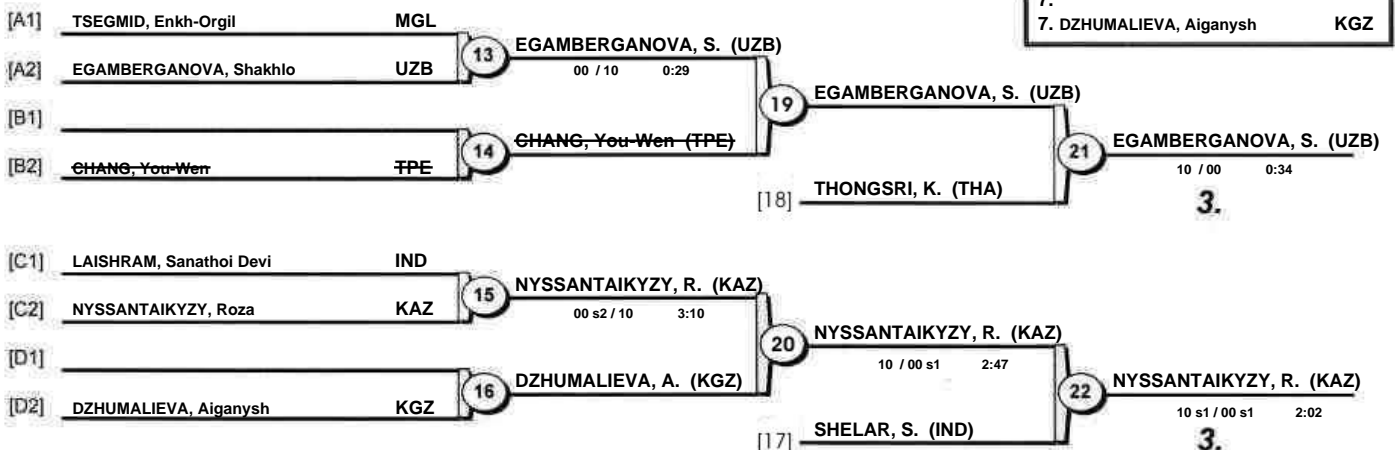 7.
7. DZHUMALIEVA, Aiganysh KGZ
[A1] TSEGMID, Enkh-Orgil MGL
13 EGAMBERGANOVA, S. (UZB)
[A2] EGAMBERGANOVA, Shakhlo UZB
00 / 10 0:29
19 EGAMBERGANOVA, S. (UZB)
[B1]
14 CHANG, You-Wen (TPE)
21 EGAMBERGANOVA, S. (UZB)
[B2] CHANG, You-Wen TPE
10 / 00 0:34
[18] THONGSRI, K. (THA)
3.
[C1] LAISHRAM, Sanathoi Devi IND
15 NYSSANTAIKYZY, R. (KAZ)
[C2] NYSSANTAIKYZY, Roza KAZ
00 s2 / 10 3:10
20 NYSSANTAIKYZY, R. (KAZ)
[D1]
10 / 00 s1 2:47
16 DZHUMALIEVA, A. (KGZ)
22 NYSSANTAIKYZY, R. (KAZ)
[D2] DZHUMALIEVA, Aiganysh KGZ
10 s1 / 00 s1 2:02
[17] SHELAR, S. (IND)
3.